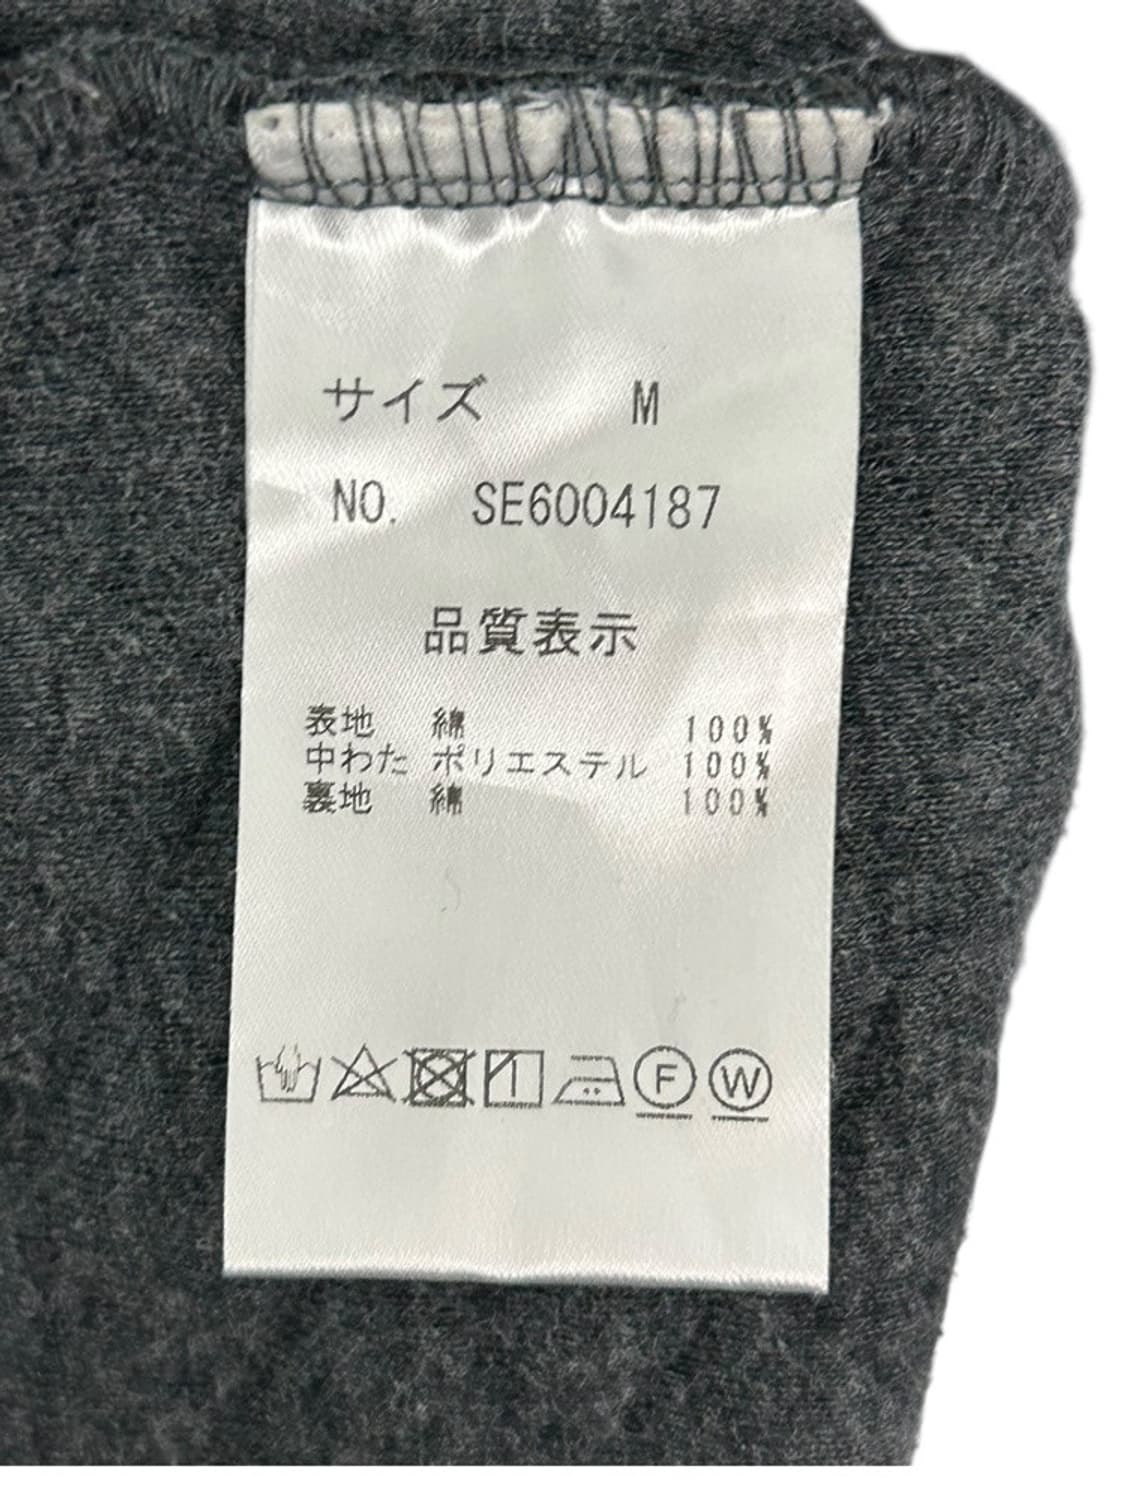 サイズ M
NO. SE6004187
品質表示
表地 綿 100%
中わた ポリエステル 100%
裏地 綿 100%
F W